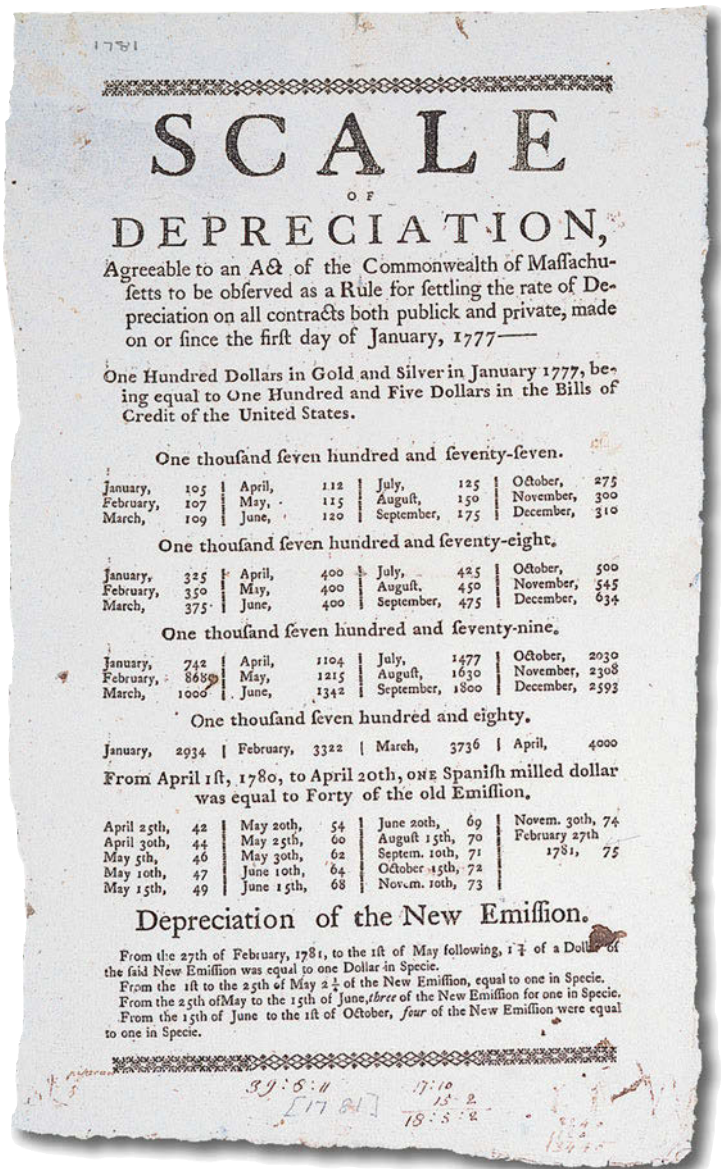 1781
SCALE
OF
DEPRECIATION,
Agreeable to an Act of the Commonwealth of Maſſachu-
ſetts to be obſerved as a Rule for ſettling the rate of De-
preciation on all contracts both publick and private, made
on or ſince the firſt day of January, 1777——
One Hundred Dollars in Gold and Silver in January 1777, be-
ing equal to One Hundred and Five Dollars in the Bills of
Credit of the United States.
One thouſand ſeven hundred and ſeventy-ſeven.
January, 105 | April, 112 | July, 125 | October, 275
February, 107 | May, 115 | Auguſt, 150 | November, 300
March, 109 | June, 120 | September, 175 | December, 310
One thouſand ſeven hundred and ſeventy-eight.
January, 325 | April, 400 | July, 425 | October, 500
February, 350 | May, 400 | Auguſt, 450 | November, 545
March, 375 | June, 400 | September, 475 | December, 634
One thouſand ſeven hundred and ſeventy-nine.
January, 742 | April, 1104 | July, 1477 | October, 2030
February, 868 | May, 1215 | Auguſt, 1630 | November, 2308
March, 1000 | June, 1342 | September, 1800 | December, 2593
One thouſand ſeven hundred and eighty.
January, 2934 | February, 3322 | March, 3736 | April, 4000
From April 1ſt, 1780, to April 20th, ONE Spaniſh milled dollar
was equal to Forty of the old Emiſſion.
April 25th, 42 | May 20th, 54 | June 20th, 69 | Novem. 30th, 74
April 30th, 44 | May 25th, 60 | Auguſt 15th, 70 | February 27th
May 5th, 46 | May 30th, 62 | Septem. 10th, 71 | 1781, 75
May 10th, 47 | June 10th, 64 | October 15th, 72
May 15th, 49 | June 15th, 68 | Novem. 10th, 73
Depreciation of the New Emiſſion.
From the 27th of February, 1781, to the 1ſt of May following, 1 ¾ of a Dollar of
the ſaid New Emiſſion was equal to one Dollar in Specie.
From the 1ſt to the 25th of May 2 ¼ of the New Emiſſion, equal to one in Specie.
From the 25th of May to the 15th of June, three of the New Emiſſion for one in Specie.
From the 15th of June to the 1ſt of October, four of the New Emiſſion were equal
to one in Specie.
39:6:11
17:10
[1781]
15 2
18:5:2